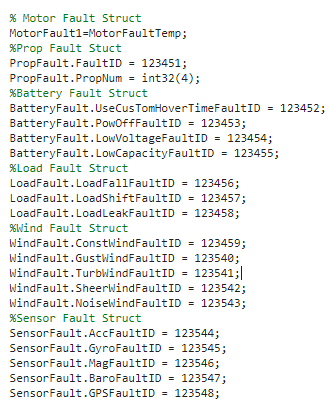 % Motor Fault Struct
MotorFault1=MotorFaultTemp;
%Prop Fault Stuct
PropFault.FaultID = 123451;
PropFault.PropNum = int32(4);
%Battery Fault Struct
BatteryFault.UseCusTomHoverTimeFaultID = 123452;
BatteryFault.PowOffFaultID = 123453;
BatteryFault.LowVoltageFaultID = 123454;
BatteryFault.LowCapacityFaultID = 123455;
%Load Fault Struct
LoadFault.LoadFallFaultID = 123456;
LoadFault.LoadShiftFaultID = 123457;
LoadFault.LoadLeakFaultID = 123458;
%Wind Fault Struct
WindFault.ConstWindFaultID = 123459;
WindFault.GustWindFaultID = 123540;
WindFault.TurbWindFaultID = 123541;
WindFault.SheerWindFaultID = 123542;
WindFault.NoiseWindFaultID = 123543;
%Sensor Fault Struct
SensorFault.AccFaultID = 123544;
SensorFault.GyroFaultID = 123545;
SensorFault.MagFaultID = 123546;
SensorFault.BaroFaultID = 123547;
SensorFault.GPSFaultID = 123548;